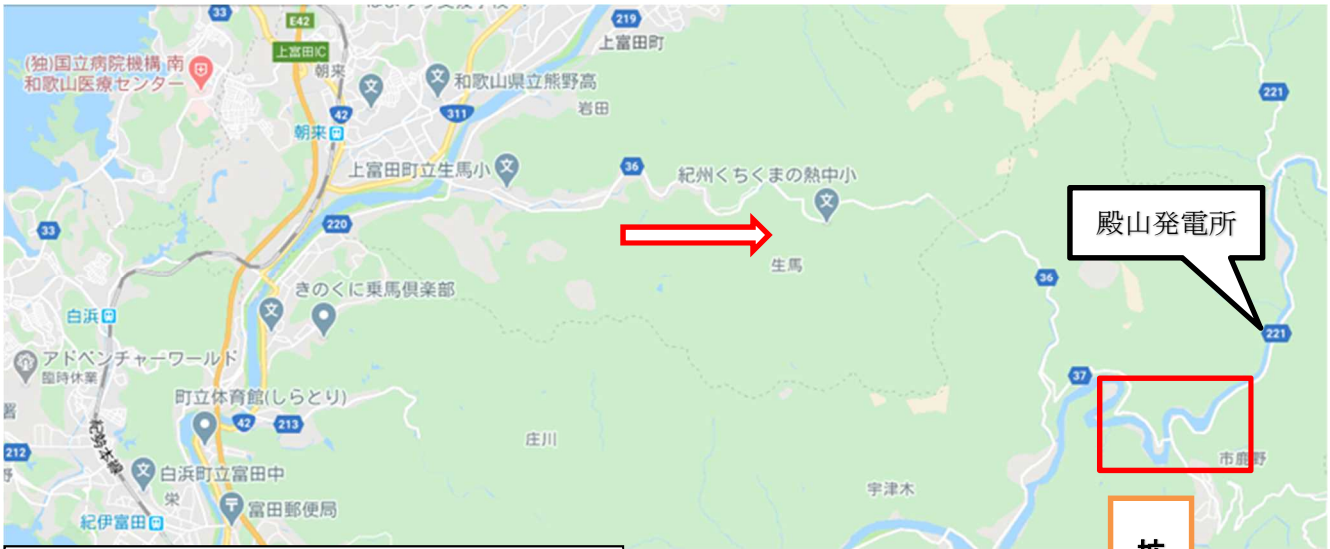 33
E42
上富田IC
219
上富田町
(独)国立病院機構 南
和歌山医療センター
朝来
和歌山県立熊野高
221
42
311
岩田
朝来
上富田町立生馬小
36
紀州くちくまの熱中小
33
220
殿山発電所
生馬
36
きのくに乗馬倶楽部
白浜
221
アドベンチャーワールド
臨時休業
37
町立体育館(しらとり)
42
213
紀勢本線
庄川
212
市鹿野
白浜町立富田中
宇津木
栄
富田郵便局
紀伊富田